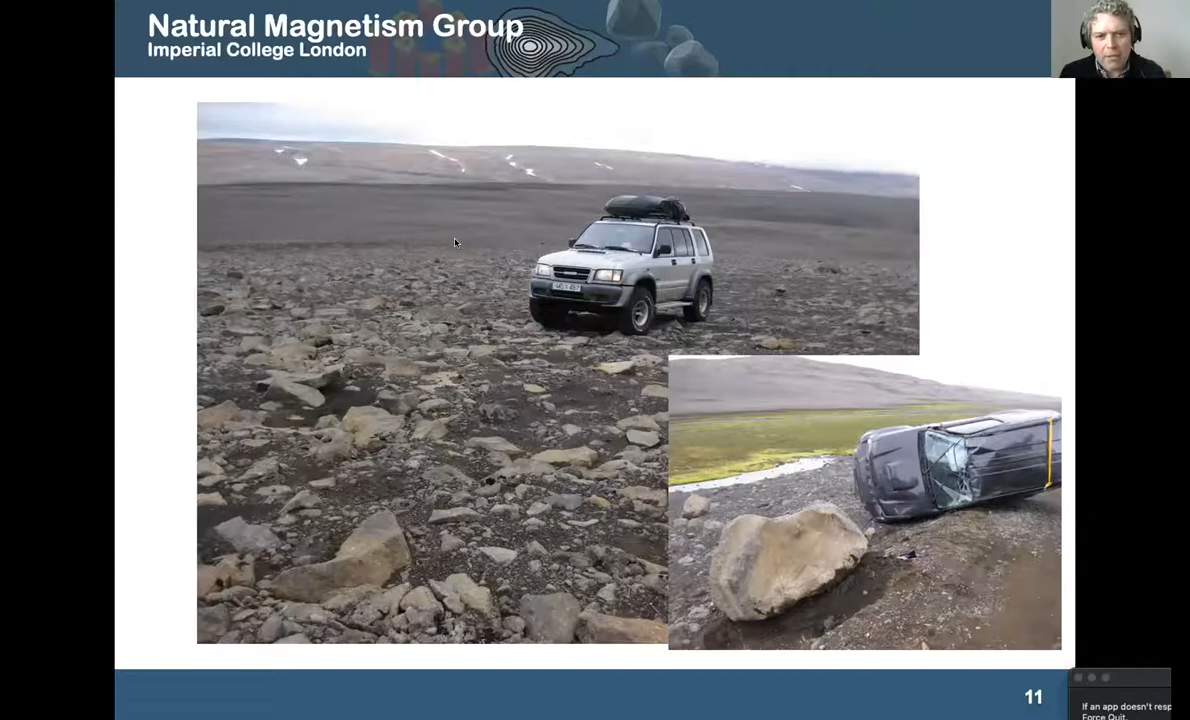 Natural Magnetism Group
Imperial College London
11
If an app doesn't resp
Force Quit.